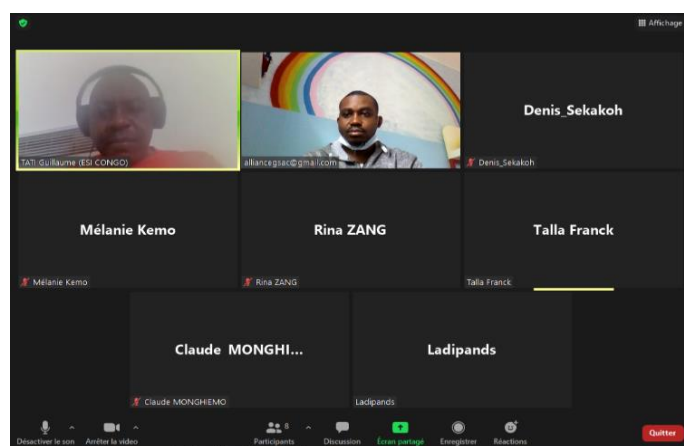 Affichage
TATI Guillaume (ESI CONGO)
alliancegsac@gmail.com
Denis_Sekakoh
Denis_Sekakoh
Mélanie Kemo
Rina ZANG
Talla Franck
Mélanie Kemo
Rina ZANG
Talla Franck
Claude MONGHI...
Ladipands
Claude MONGHIEMO
Ladipands
8
Désactiver le son
Arrêter la vidéo
Participants
Discussion
Écran partagé
Enregistrer
Réactions
Quitter